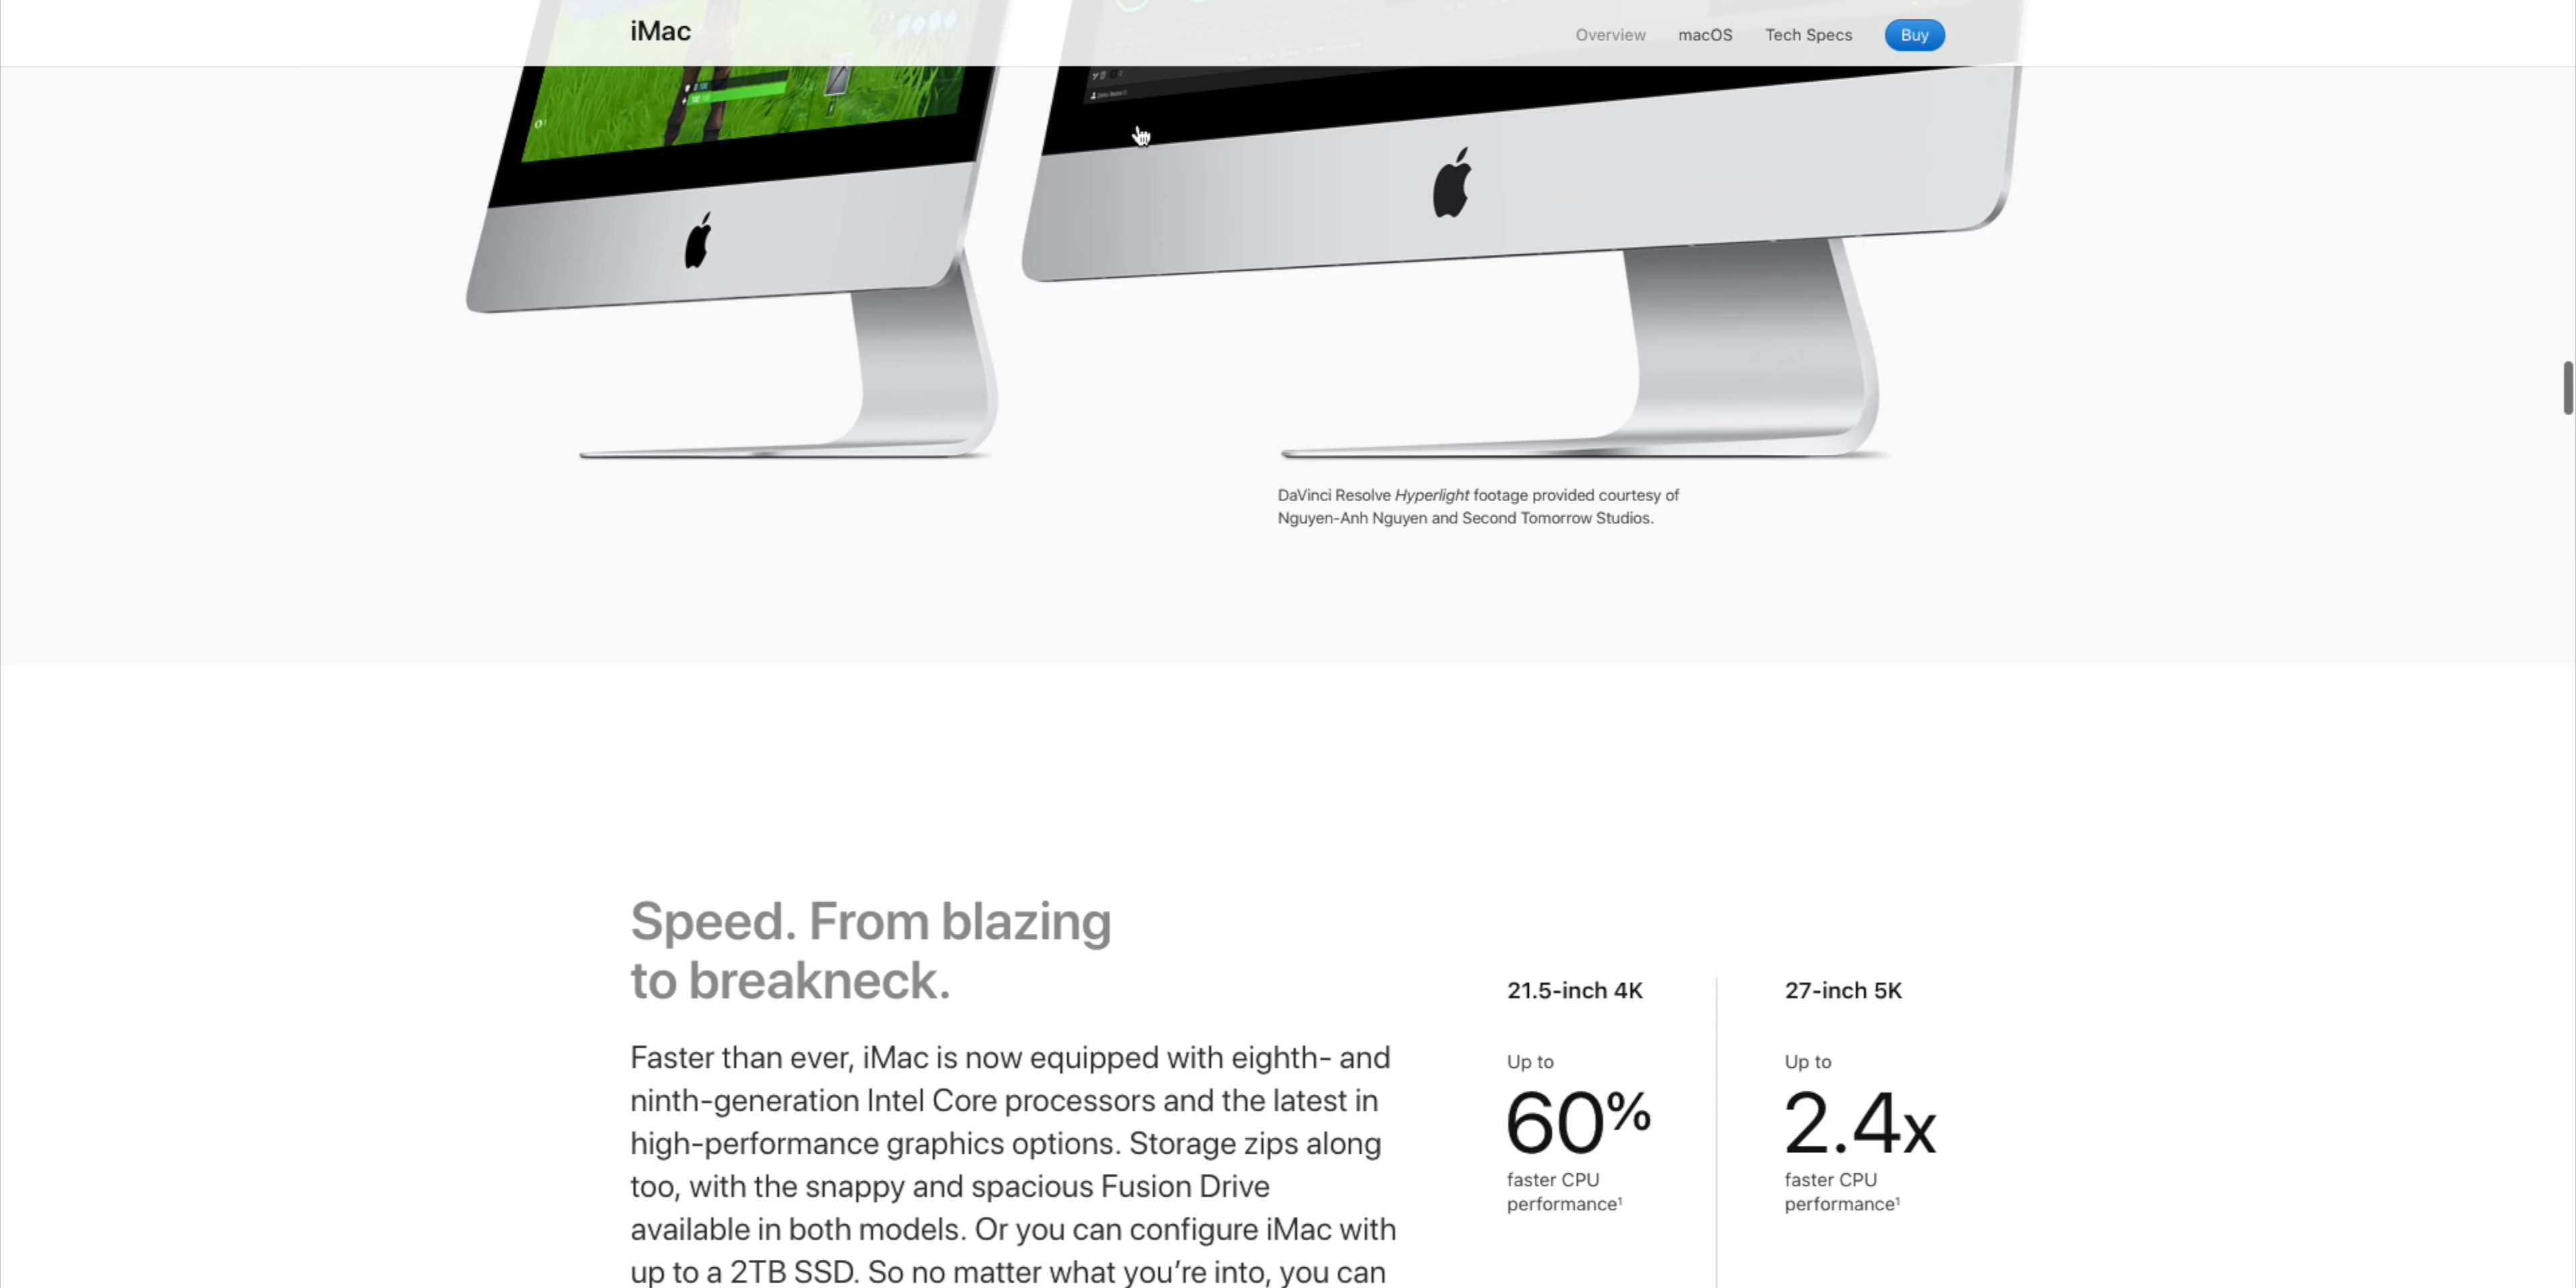 iMac
Overview
macOS
Tech Specs
Buy
DaVinci Resolve Hyperlight footage provided courtesy of
Nguyen-Anh Nguyen and Second Tomorrow Studios.
Speed. From blazing
to breakneck.
Faster than ever, iMac is now equipped with eighth- and
ninth-generation Intel Core processors and the latest in
high-performance graphics options. Storage zips along
too, with the snappy and spacious Fusion Drive
available in both models. Or you can configure iMac with
up to a 2TB SSD. So no matter what you’re into, you can
21.5-inch 4K
Up to
60%
faster CPU
performance¹
27-inch 5K
Up to
2.4x
faster CPU
performance¹